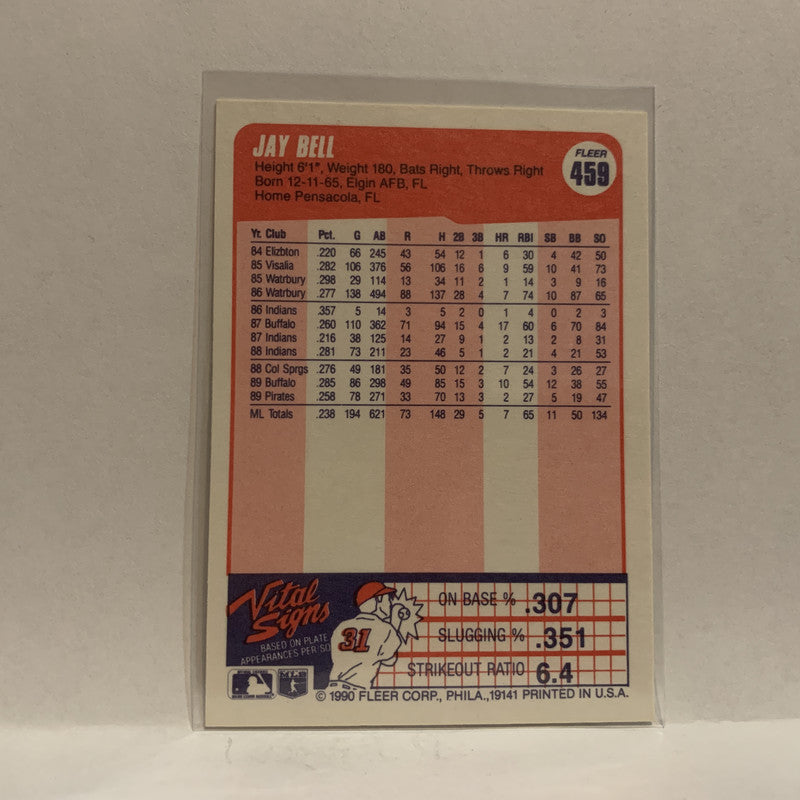 JAY BELL
FLEER
459
Height 6'1", Weight 180, Bats Right, Throws Right
Born 12-11-65, Elgin AFB, FL
Home Pensacola, FL
Yr. Club Pct. G AB R H 2B 3B HR RBI SB BB SO
84 Elizbton .220 66 245 43 54 12 1 6 30 4 42 50
85 Visalia .282 106 376 56 106 16 6 9 59 10 41 73
85 Watrbury .298 29 114 13 34 11 2 1 14 3 9 16
86 Watrbury .277 138 494 88 137 28 4 7 74 10 87 65
86 Indians .357 5 14 3 5 2 0 1 4 0 2 3
87 Buffalo .260 110 362 71 94 15 4 17 60 6 70 84
87 Indians .216 38 125 14 27 9 1 2 13 2 8 31
88 Indians .281 73 211 23 46 5 1 2 21 4 21 53
88 Col Sprgs .276 49 181 35 50 12 2 7 24 3 26 27
89 Buffalo .285 86 298 49 85 15 3 10 54 12 38 55
89 Pirates .258 78 271 33 70 13 3 2 27 5 19 47
ML Totals .238 194 621 73 148 29 5 7 65 11 50 134
Vital Signs
BASED ON PLATE
APPEARANCES PER SO
31
ON BASE % .307
SLUGGING % .351
STRIKEOUT RATIO 6.4
© 1990 FLEER CORP., PHILA., 19141 PRINTED IN U.S.A.